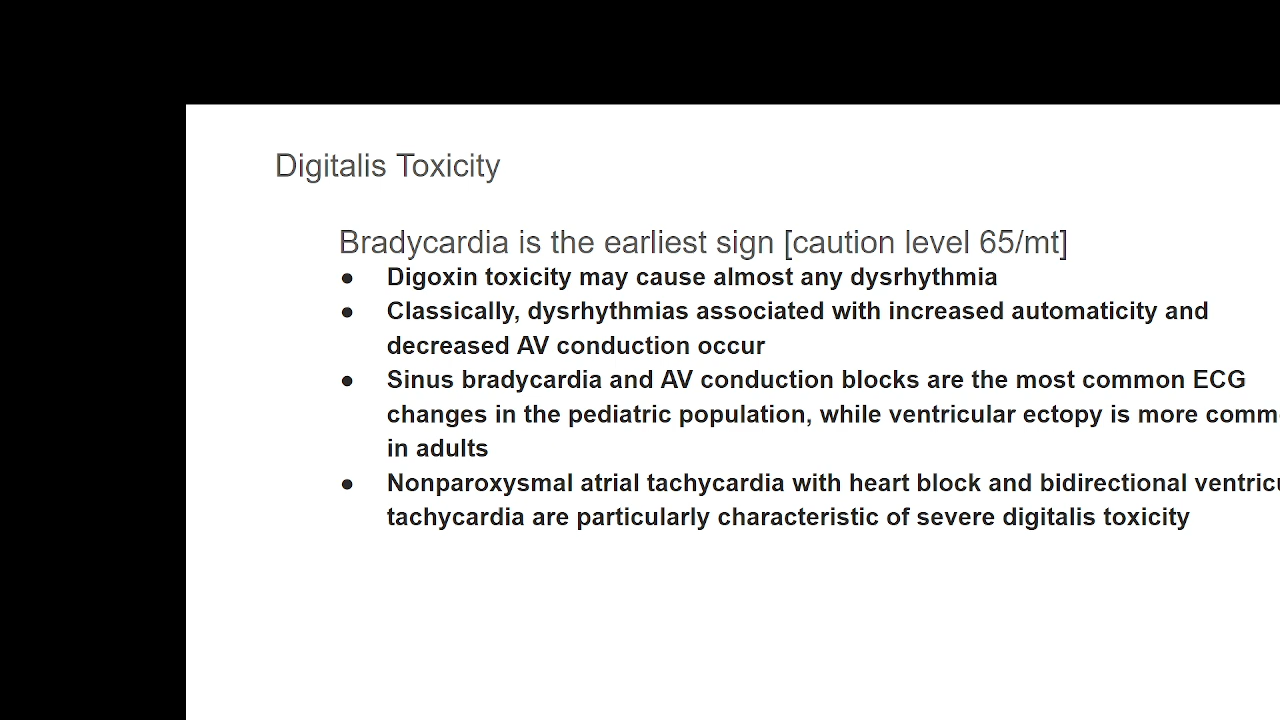 Digitalis Toxicity
Bradycardia is the earliest sign [caution level 65/mt]
● Digoxin toxicity may cause almost any dysrhythmia
● Classically, dysrhythmias associated with increased automaticity and
decreased AV conduction occur
● Sinus bradycardia and AV conduction blocks are the most common ECG
changes in the pediatric population, while ventricular ectopy is more
in adults
● Nonparoxysmal atrial tachycardia with heart block and bidirectional
tachycardia are particularly characteristic of severe digitalis toxicity